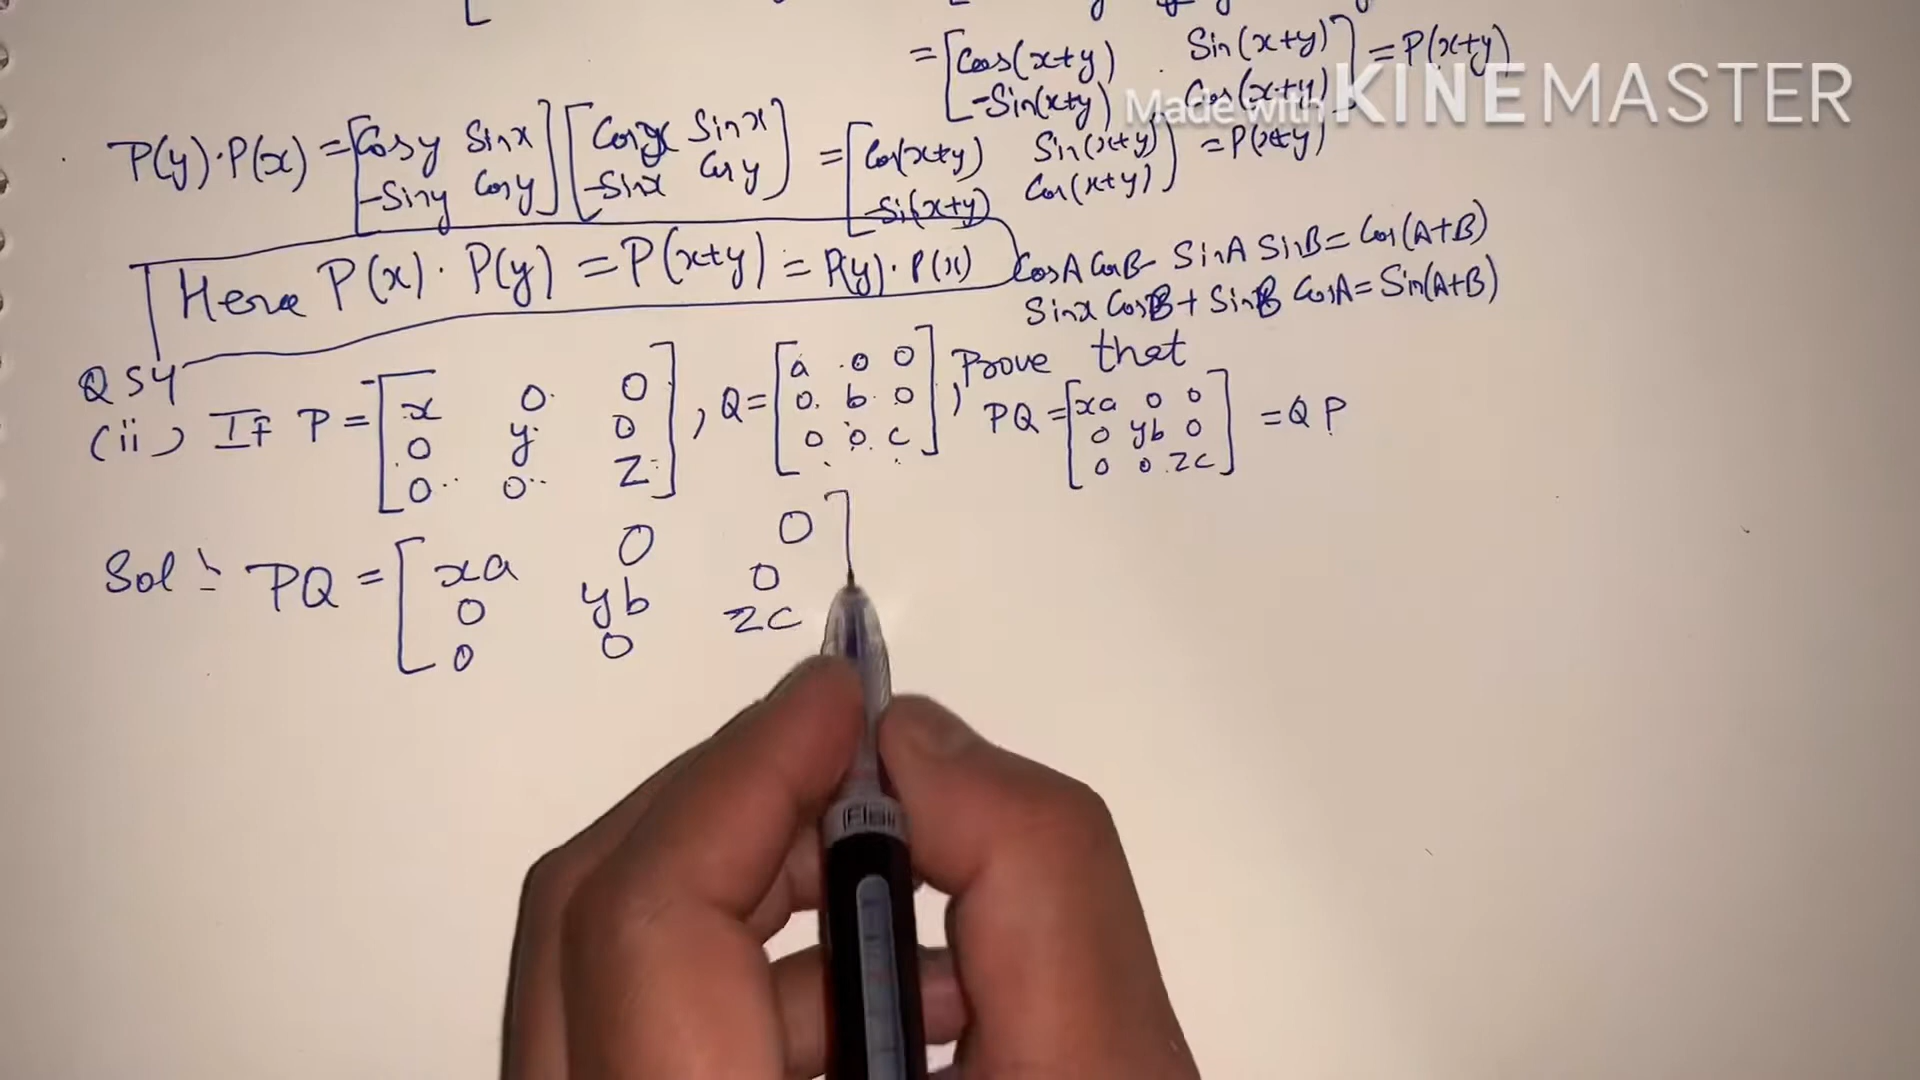 = [Cos(x+y) Sin(x+y)
-Sin(x+y) Cos(x+y)] = P(x+y)
Made with KINEMASTER
P(y)·P(x) = [Cosy Sinx
-Siny Cosy] [Cosx Sinx
-Sinx Cosy] = [Cos(x+y) Sin(x+y)
-Sin(x+y) Cos(x+y)] = P(x+y)
Here P(x)·P(y) = P(x+y) = P(y)·P(x)
CosA CosB - SinA SinB = Cos(A+B)
Sinx CosB + SinB CosA = Sin(A+B)
Q 54
(ii) If P = [x 0 0
0 y 0
0 0 z], Q = [a 0 0
0 b 0
0 0 c], Prove that
PQ = [xa 0 0
0 yb 0
0 0 zc] = QP
Sol :- PQ = [xa 0 0
0 yb 0
0 0 zc]
Flair